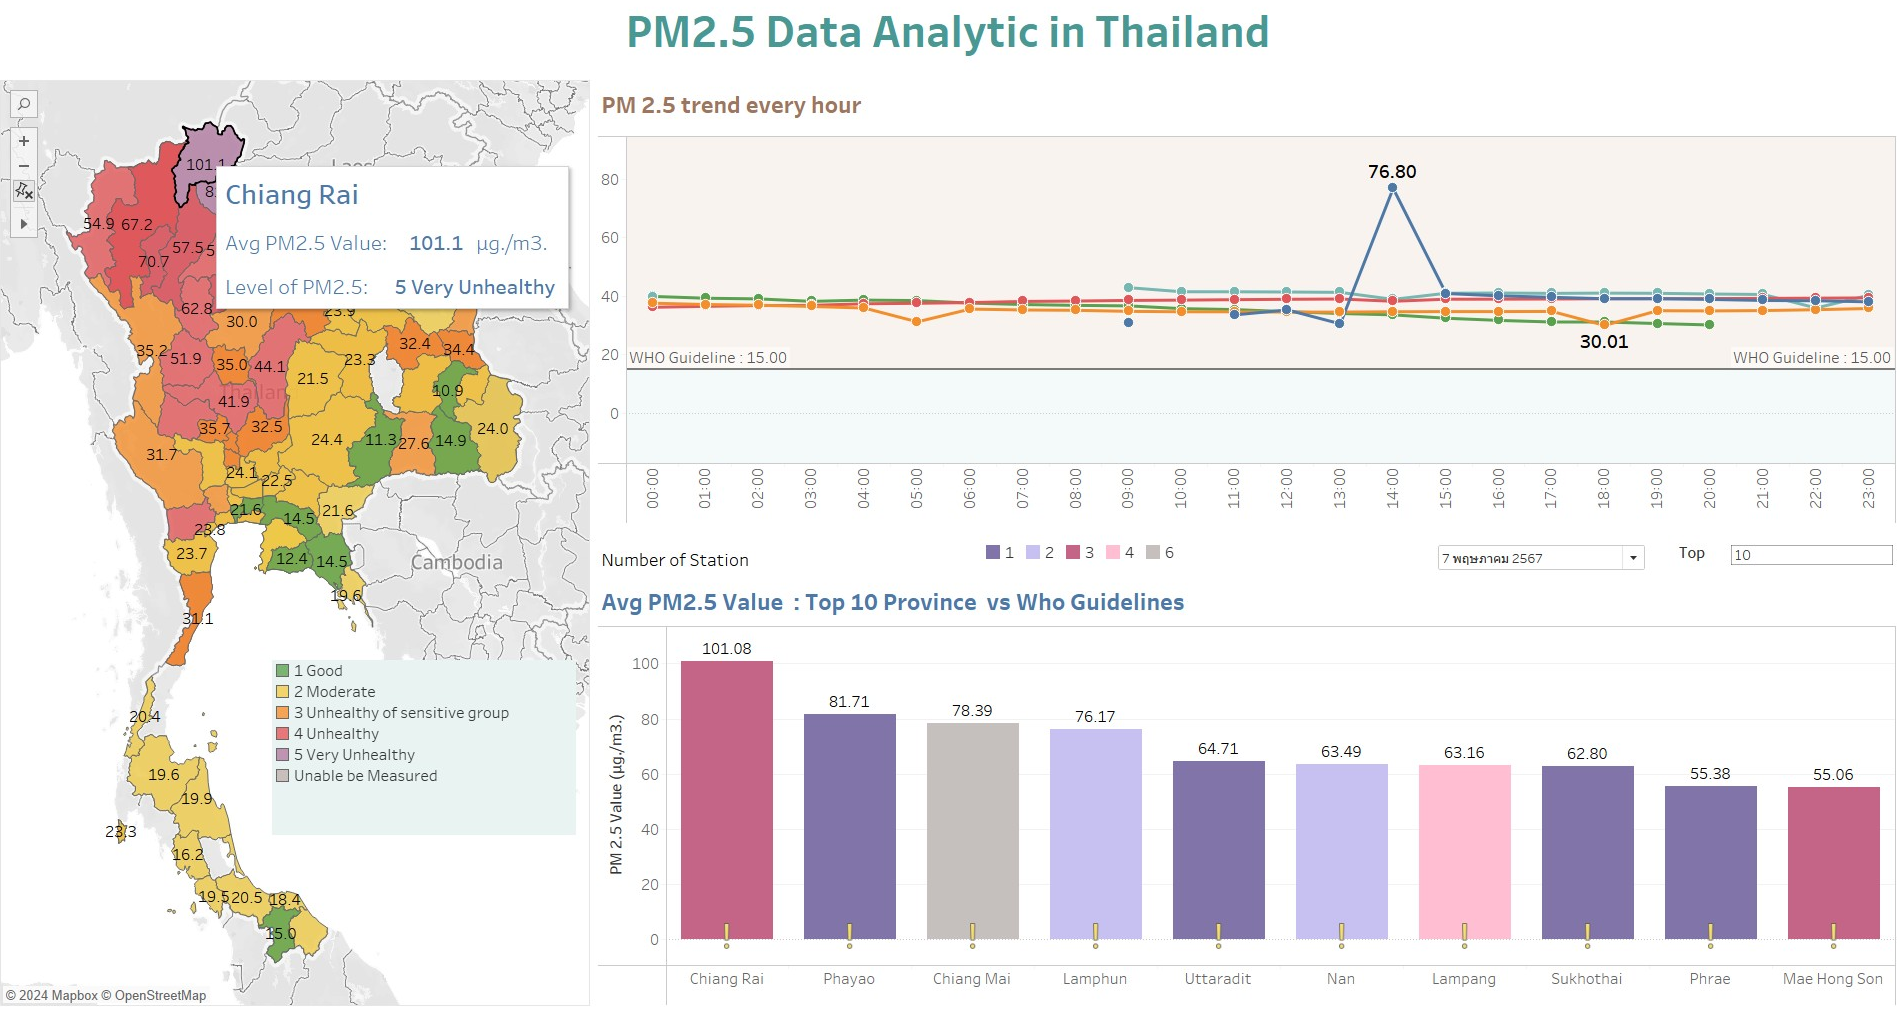 PM2.5 Data Analytic in Thailand
PM 2.5 trend every hour
101.1
Laos
Chiang Rai
Avg PM2.5 Value: 101.1 µg./m3.
Level of PM2.5: 5 Very Unhealthy
54.9
67.2
57.5
70.7
62.8
30.0
23.9
35.2
51.9
35.0
44.1
23.3
32.4
34.4
21.5
10.9
Thailan
41.9
35.7
32.5
24.4
11.3
27.6
14.9
24.0
31.7
24.1
22.5
21.6
14.5
21.6
23.8
23.7
12.4
14.5
Cambodia
19.6
31.1
20.4
19.6
19.9
23.3
16.2
19.5
20.5
18.4
15.0
1 Good
2 Moderate
3 Unhealthy of sensitive group
4 Unhealthy
5 Very Unhealthy
Unable be Measured
© 2024 Mapbox © OpenStreetMap
80
60
40
20
0
76.80
30.01
WHO Guideline : 15.00
WHO Guideline : 15.00
00:00
01:00
02:00
03:00
04:00
05:00
06:00
07:00
08:00
09:00
10:00
11:00
12:00
13:00
14:00
15:00
16:00
17:00
18:00
19:00
20:00
21:00
22:00
23:00
Number of Station
1 2 3 4 6
7 พฤษภาคม 2567
Top
10
Avg PM2.5 Value : Top 10 Province vs Who Guidelines
PM 2.5 Value (µg./m3.)
100
80
60
40
20
0
101.08
81.71
78.39
76.17
64.71
63.49
63.16
62.80
55.38
55.06
Chiang Rai
Phayao
Chiang Mai
Lamphun
Uttaradit
Nan
Lampang
Sukhothai
Phrae
Mae Hong Son